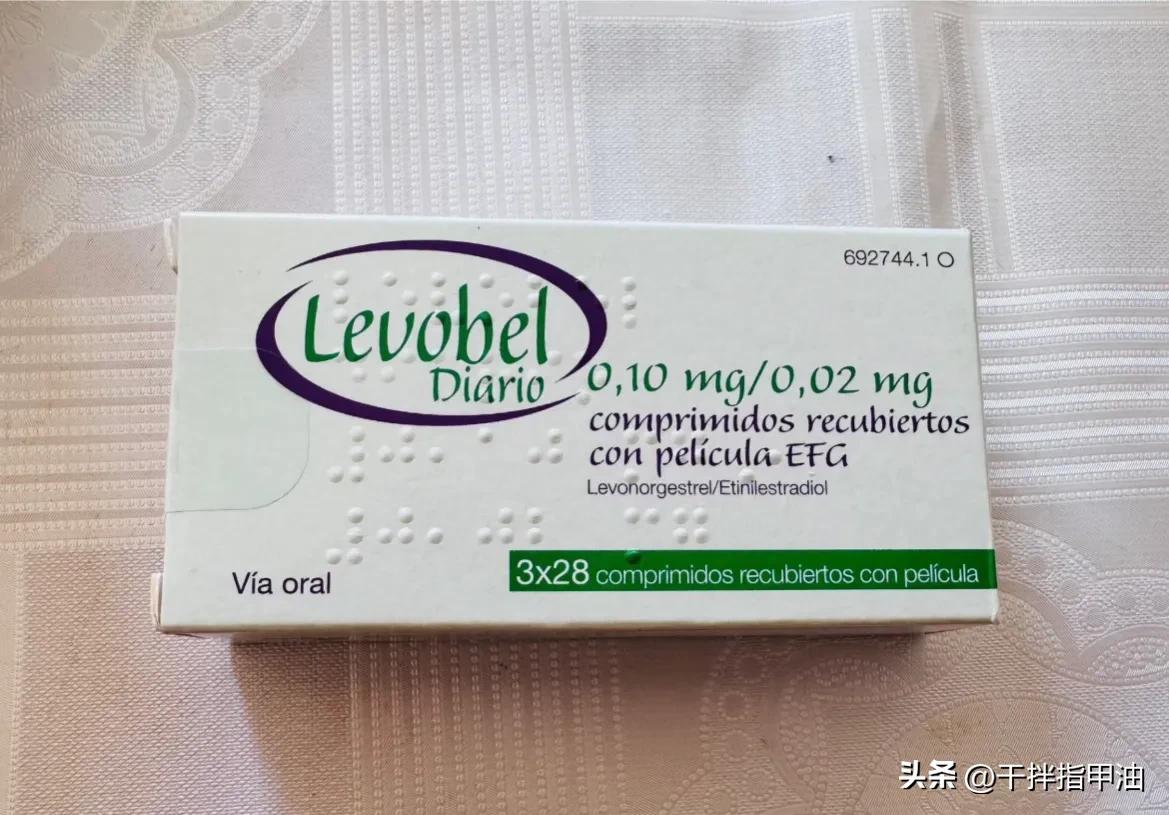 692744.1 O
Levobel
Diario
0,10 mg/0,02 mg
comprimidos recubiertos
con película EFG
Levonorgestrel/Etinilestradiol
3x28 comprimidos recubiertos con película
Vía oral
头条 @干拌指甲油